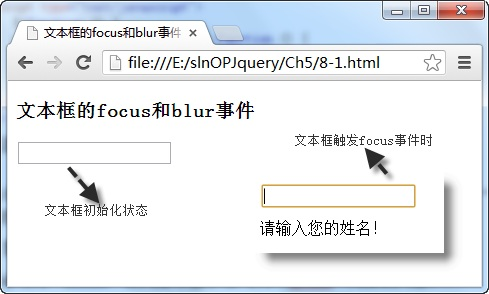 文本框的focus和blur事件
file:///E:/slnOPJquery/Ch5/8-1.html
文本框的focus和blur事件
文本框触发focus事件时
文本框初始化状态
请输入您的姓名!